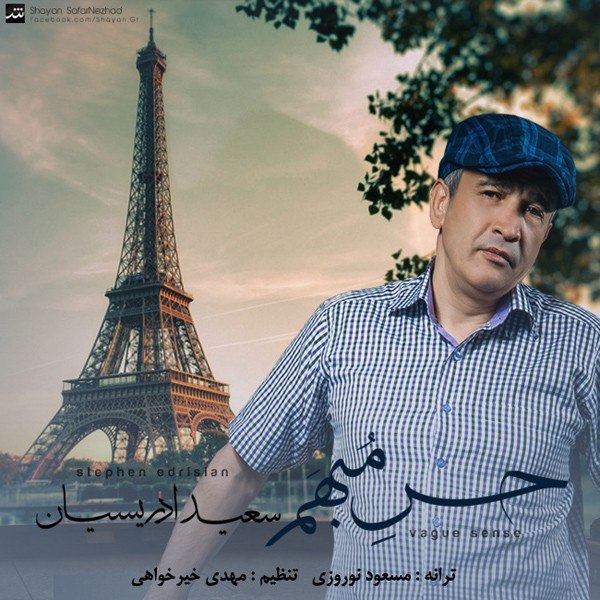 Shayan SafarNezhad
facebook.com/Shayan.Gr
حسِ مُبهَم
vague sense
stephen edrisian
سعید ادریسیان
ترانه : مسعود نوروزی   تنظیم : مهدی خیرخواهی